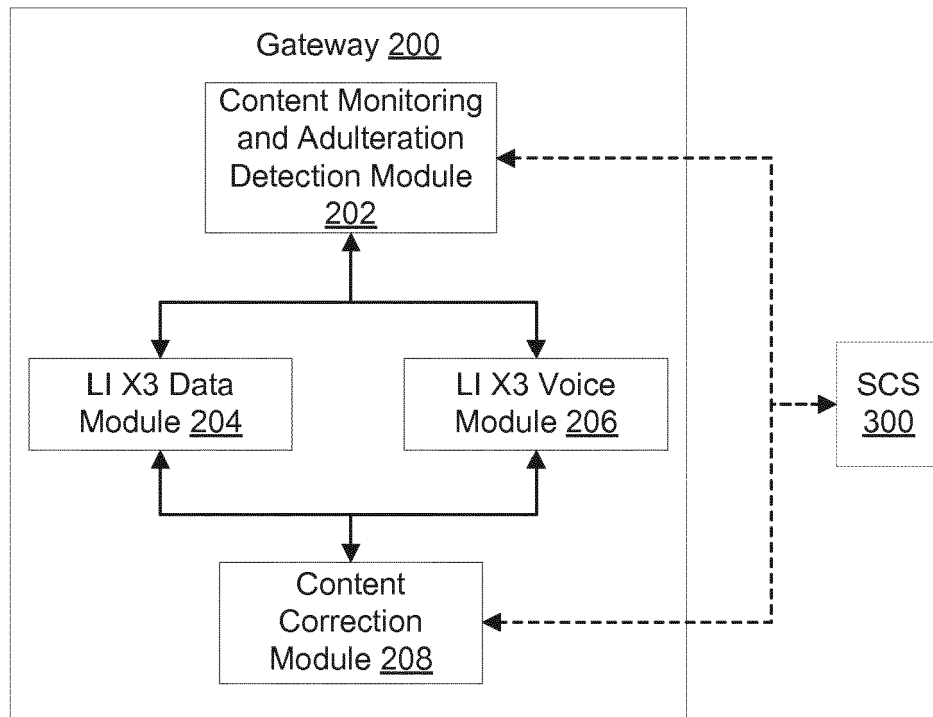 Gateway 200
Content Monitoring
and Adulteration
Detection Module
202
LI X3 Data
Module 204
LI X3 Voice
Module 206
SCS
300
Content
Correction
Module 208